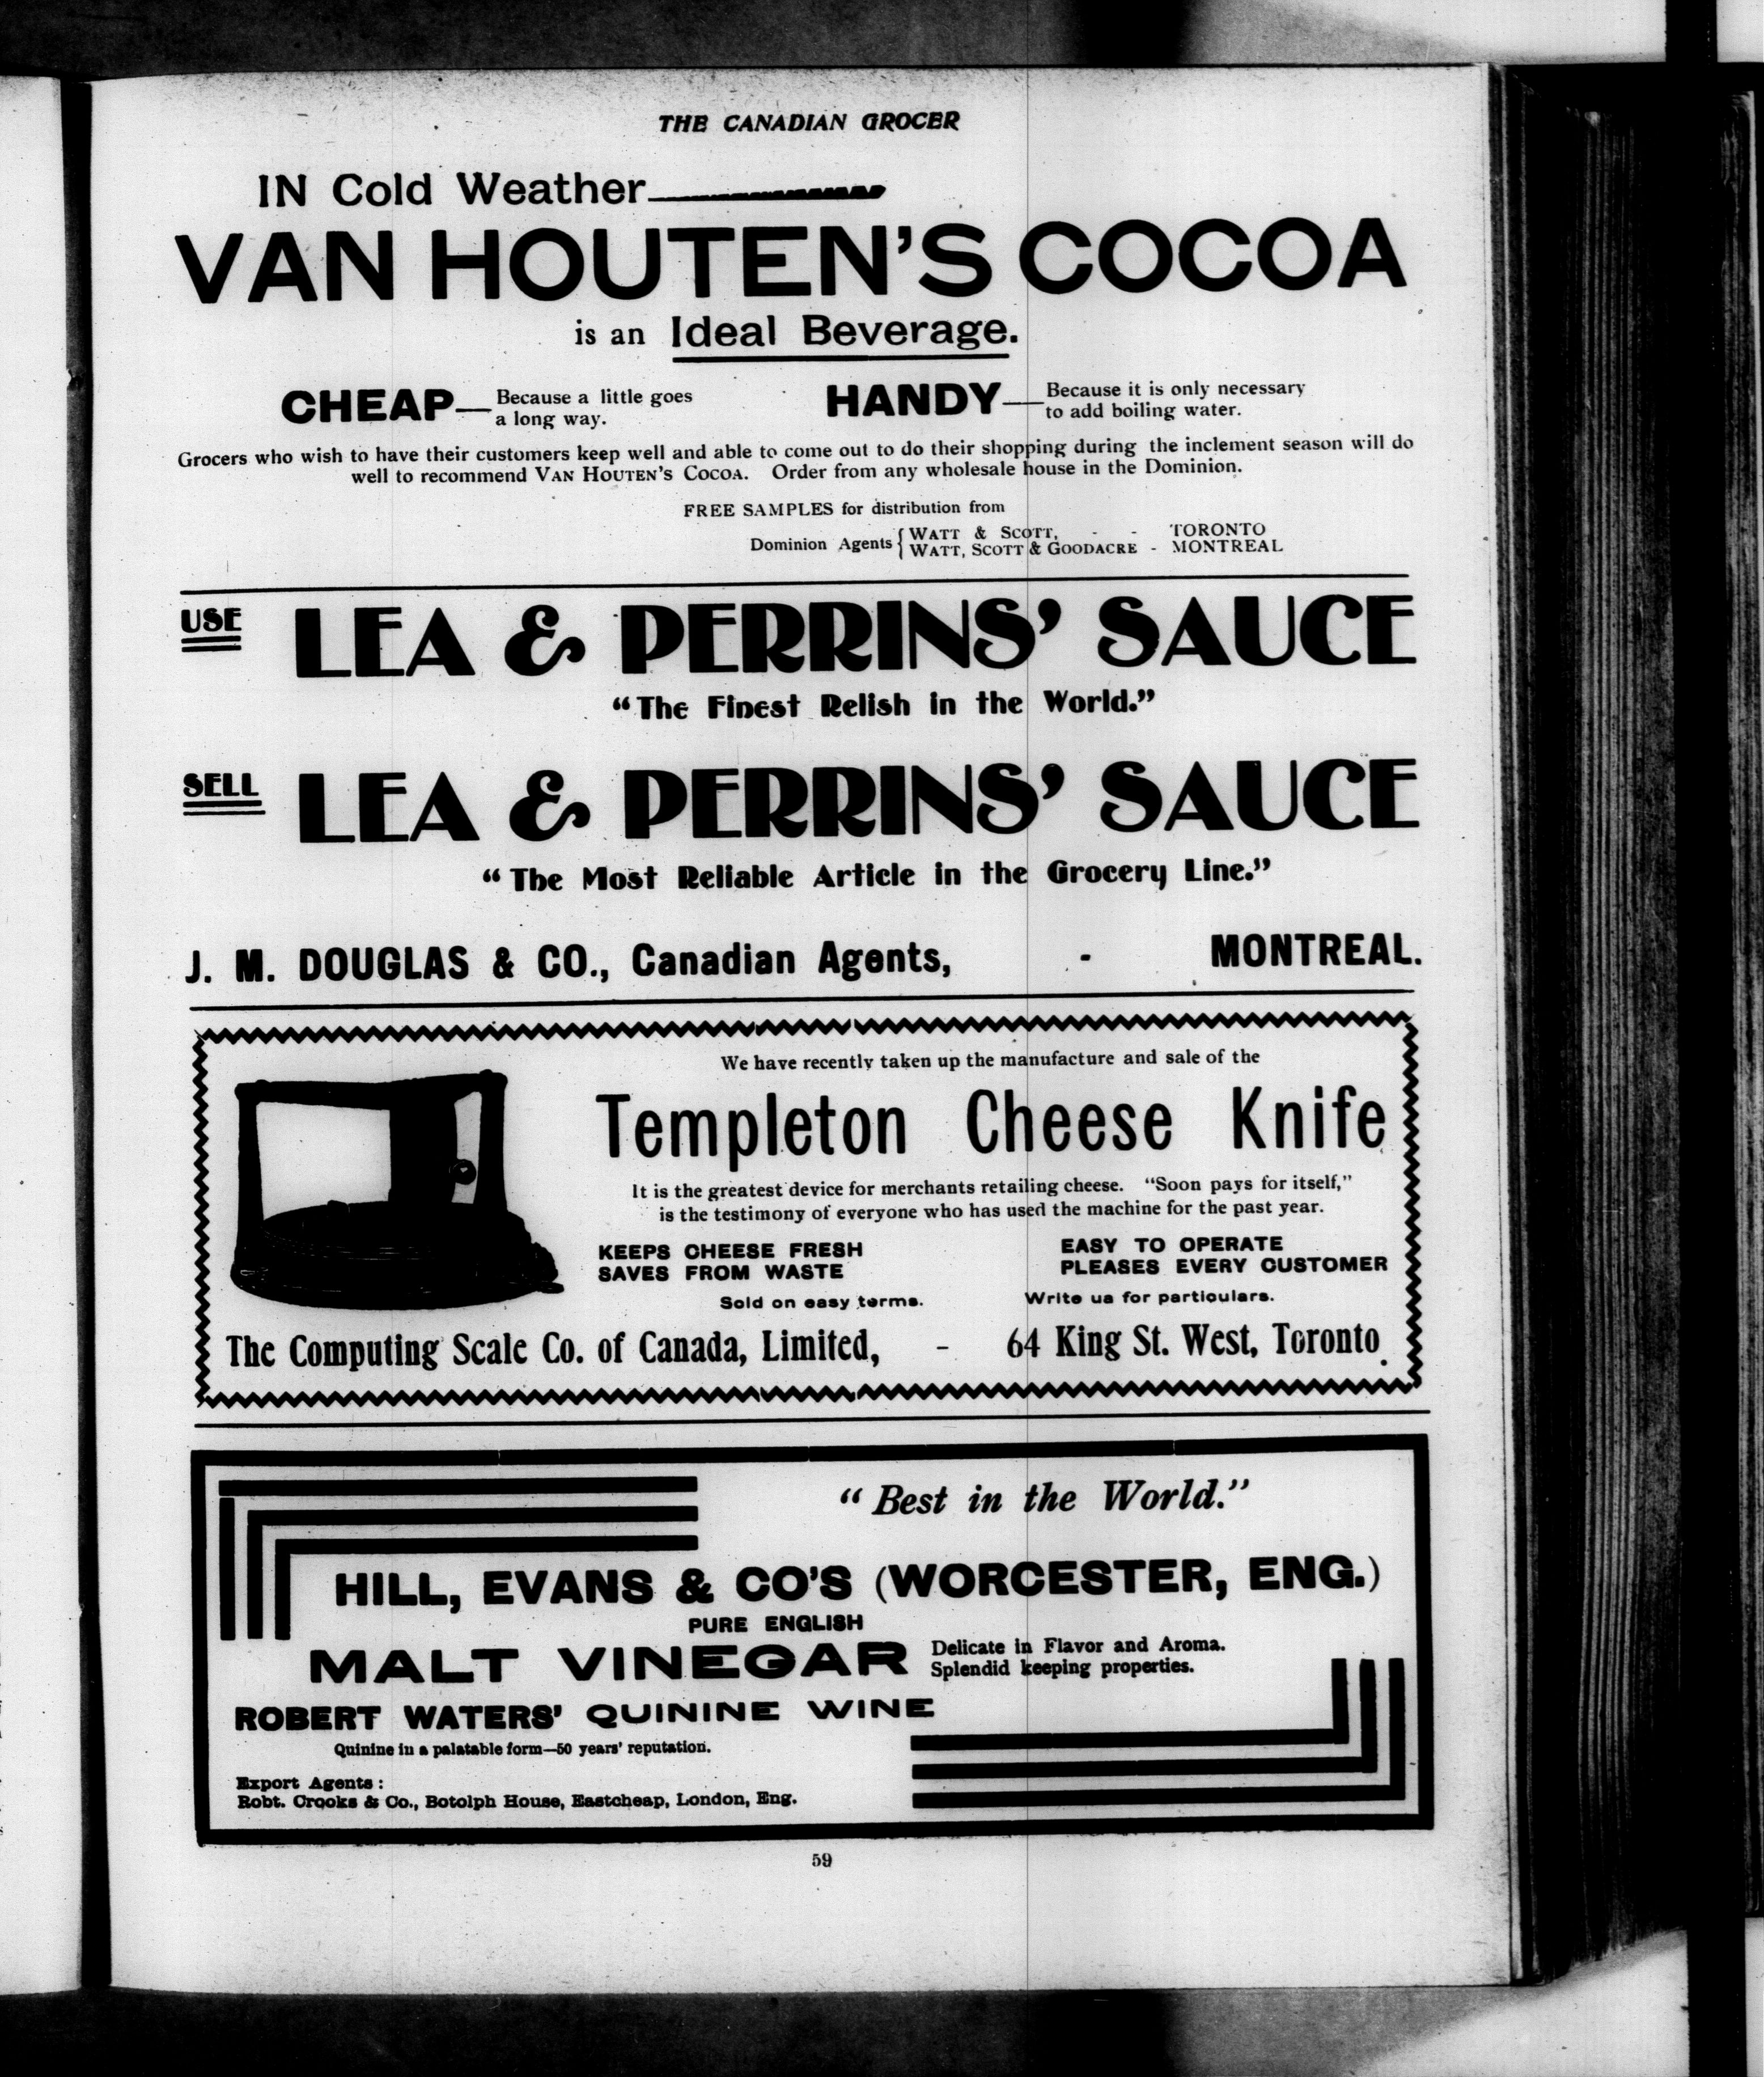 THE CANADIAN GROCER
IN Cold Weather
VAN HOUTEN'S COCOA
is an Ideal Beverage.
CHEAP—Because a little goes
a long way.
HANDY—Because it is only necessary
to add boiling water.
Grocers who wish to have their customers keep well and able to come out to do their shopping during the inclement season will do
well to recommend VAN HOUTEN'S COCOA. Order from any wholesale house in the Dominion.
FREE SAMPLES for distribution from
Dominion Agents { WATT & SCOTT, - - TORONTO
WATT, SCOTT & GOODACRE - MONTREAL
USE LEA & PERRINS' SAUCE
"The Finest Relish in the World."
SELL LEA & PERRINS' SAUCE
"The Most Reliable Article in the Grocery Line."
J. M. DOUGLAS & CO., Canadian Agents, - MONTREAL.
We have recently taken up the manufacture and sale of the
Templeton Cheese Knife
It is the greatest device for merchants retailing cheese. "Soon pays for itself,"
is the testimony of everyone who has used the machine for the past year.
KEEPS CHEESE FRESH
SAVES FROM WASTE
EASY TO OPERATE
PLEASES EVERY CUSTOMER
Sold on easy terms. Write us for particulars.
The Computing Scale Co. of Canada, Limited, - 64 King St. West, Toronto.
"Best in the World."
HILL, EVANS & CO'S (WORCESTER, ENG.)
PURE ENGLISH
MALT VINEGAR
Delicate in Flavor and Aroma.
Splendid keeping properties.
ROBERT WATERS' QUININE WINE
Quinine in a palatable form—50 years' reputation.
Export Agents:
Robt. Crooks & Co., Botolph House, Eastcheap, London, Eng.
59